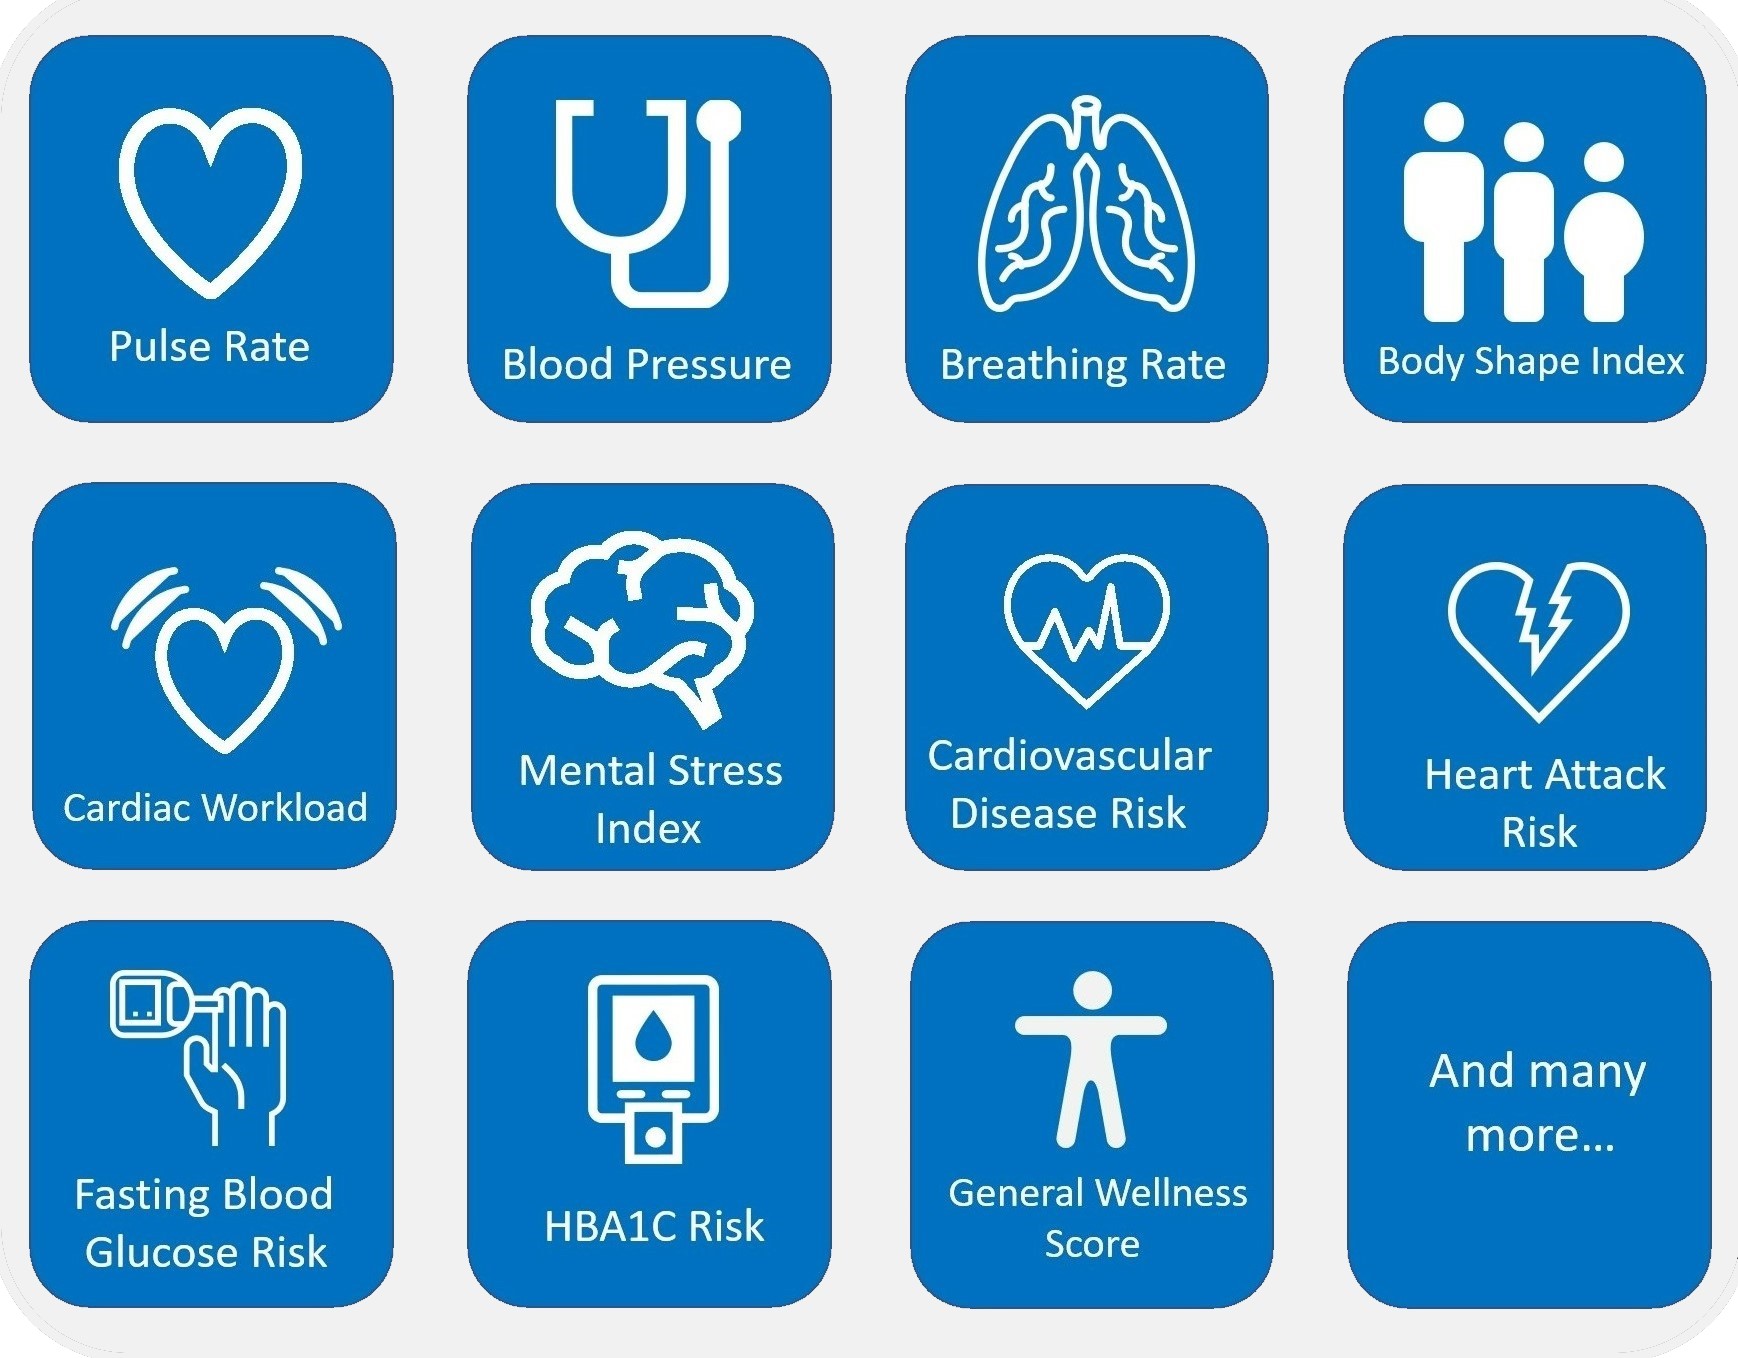 Pulse Rate
Blood Pressure
Breathing Rate
Body Shape Index
Cardiac Workload
Mental Stress
Index
Cardiovascular
Disease Risk
Heart Attack
Risk
Fasting Blood
Glucose Risk
HBA1C Risk
General Wellness
Score
And many
more...